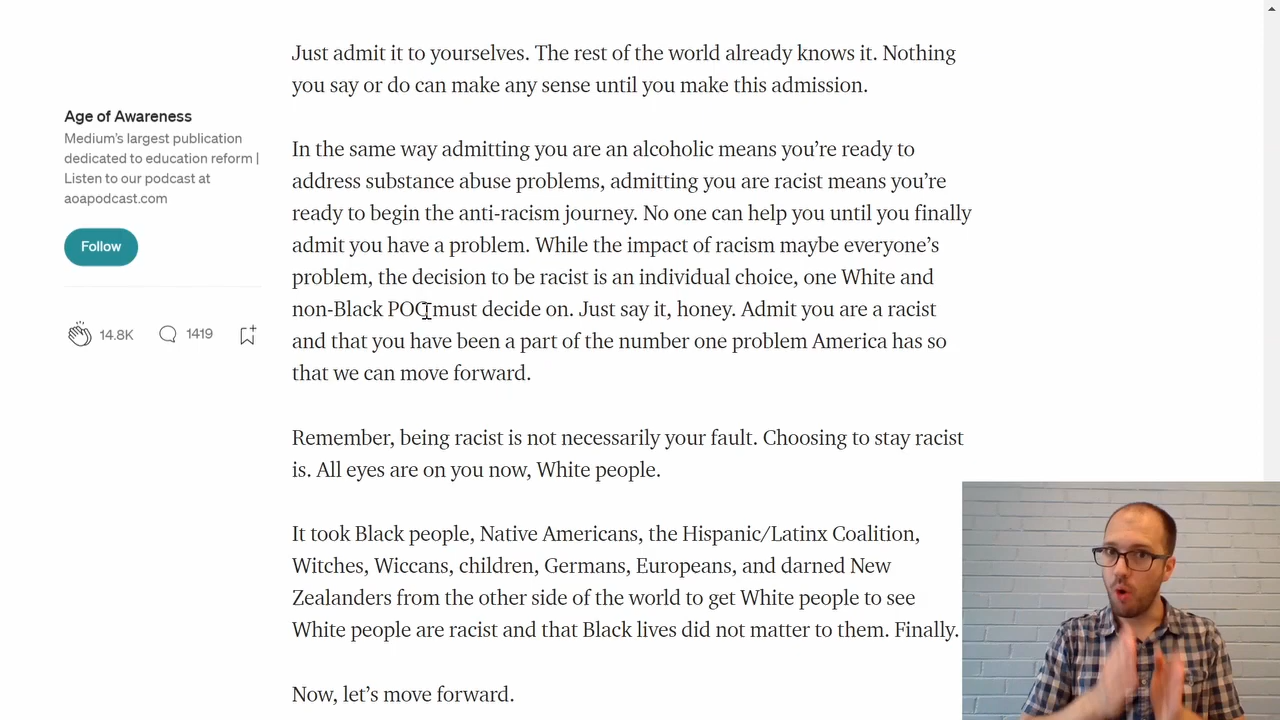 Just admit it to yourselves. The rest of the world already knows it. Nothing
you say or do can make any sense until you make this admission.
Age of Awareness
Medium's largest publication
dedicated to education reform |
Listen to our podcast at
aoapodcast.com
Follow
14.8K 1419
In the same way admitting you are an alcoholic means you're ready to
address substance abuse problems, admitting you are racist means you're
ready to begin the anti-racism journey. No one can help you until you finally
admit you have a problem. While the impact of racism maybe everyone's
problem, the decision to be racist is an individual choice, one White and
non-Black POC must decide on. Just say it, honey. Admit you are a racist
and that you have been a part of the number one problem America has so
that we can move forward.
Remember, being racist is not necessarily your fault. Choosing to stay racist
is. All eyes are on you now, White people.
It took Black people, Native Americans, the Hispanic/Latinx Coalition,
Witches, Wiccans, children, Germans, Europeans, and darned New
Zealanders from the other side of the world to get White people to see
White people are racist and that Black lives did not matter to them. Finally.
Now, let's move forward.